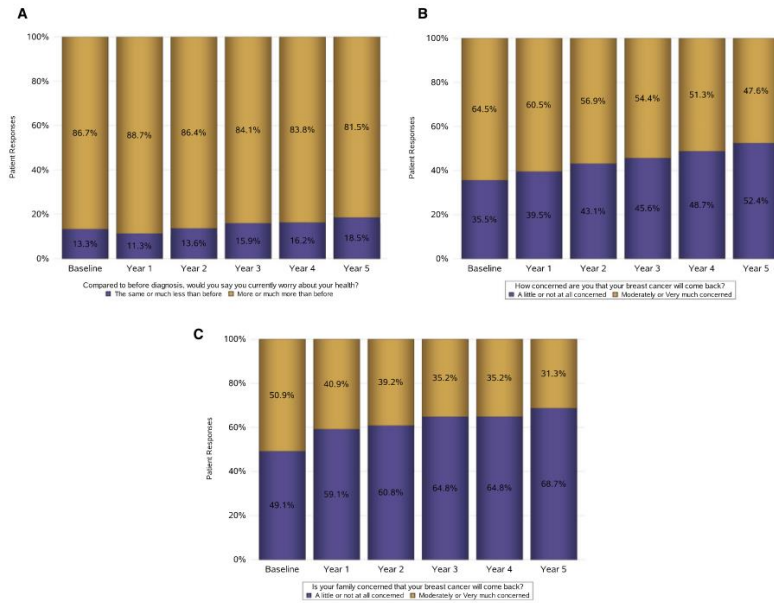 A
100%
80%
60%
40%
20%
0%
Patient Responses
86.7% 88.7% 86.4% 84.1% 83.8% 81.5%
13.3% 11.3% 13.6% 15.9% 16.2% 18.5%
Baseline Year 1 Year 2 Year 3 Year 4 Year 5
Compared to before diagnosis, would you say you currently worry about your health?
The same or much less than before More or much more than before
B
100%
80%
60%
40%
20%
0%
Patient Responses
64.5% 60.5% 56.9% 54.4% 51.3% 47.6%
35.5% 39.5% 43.1% 45.6% 48.7% 52.4%
Baseline Year 1 Year 2 Year 3 Year 4 Year 5
How concerned are you that your breast cancer will come back?
A little or not at all concerned Moderately or Very much concerned
C
100%
80%
60%
40%
20%
0%
Patient Responses
50.9% 40.9% 39.2% 35.2% 35.2% 31.3%
49.1% 59.1% 60.8% 64.8% 64.8% 68.7%
Baseline Year 1 Year 2 Year 3 Year 4 Year 5
Is your family concerned that your breast cancer will come back?
A little or not at all concerned Moderately or Very much concerned